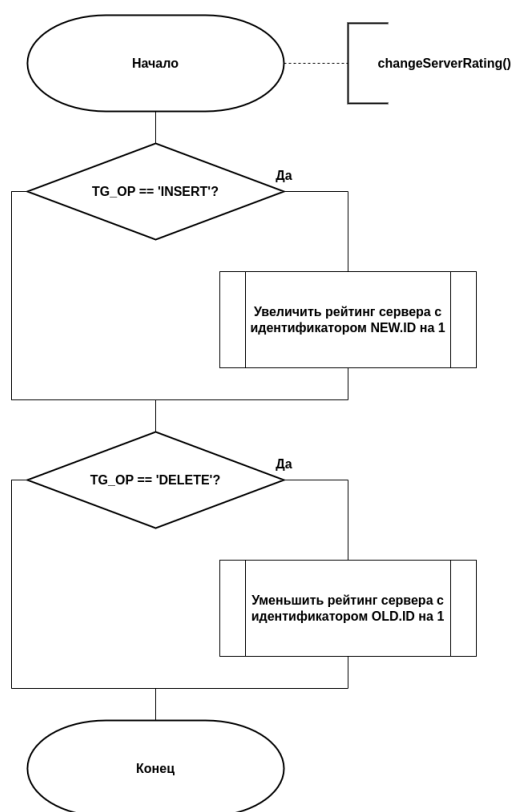 Начало
changeServerRating()
Да
TG_OP == 'INSERT'?
Увеличить рейтинг сервера с
идентификатором NEW.ID на 1
Да
TG_OP == 'DELETE'?
Уменьшить рейтинг сервера с
идентификатором OLD.ID на 1
Конец